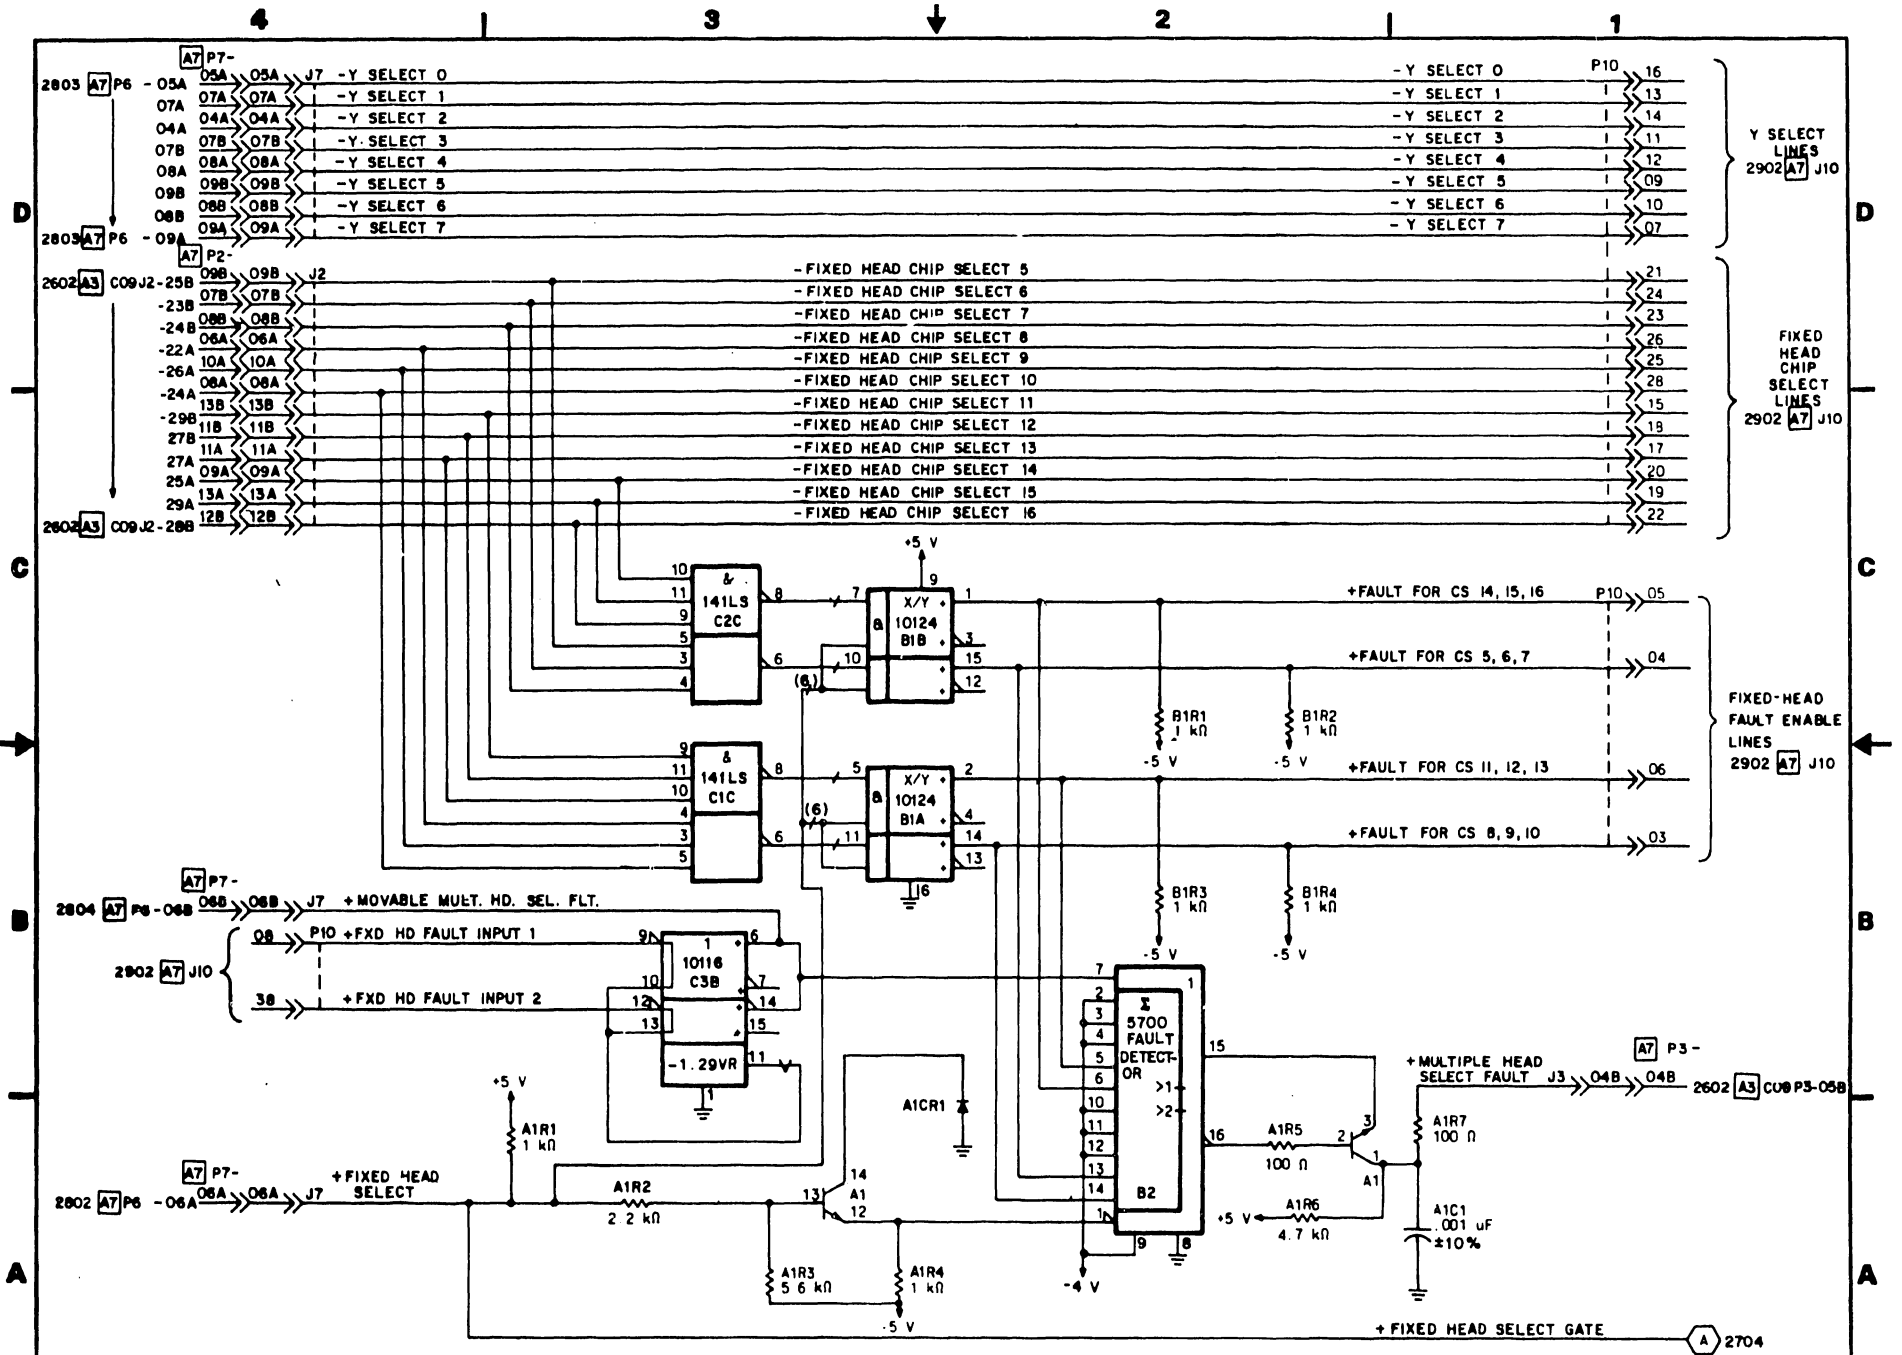 4 3 2 1
A7 P7-
2803 A7 P6 -05A 05A 05A J7 -Y SELECT 0 -Y SELECT 0 P10 16
07A 07A 07A -Y SELECT 1 -Y SELECT 1 13
04A 04A 04A -Y SELECT 2 -Y SELECT 2 14
07B 07B 07B -Y SELECT 3 -Y SELECT 3 11
08A 08A 08A -Y SELECT 4 -Y SELECT 4 12
09B 09B 09B -Y SELECT 5 -Y SELECT 5 09
08B 08B 08B -Y SELECT 6 -Y SELECT 6 10
2803 A7 P6 -09A 09A 09A -Y SELECT 7 -Y SELECT 7 07
Y SELECT
LINES
2902 A7 J10
D D
A7 P2-
2602 A3 C09J2-25B 09B 09B J2 -FIXED HEAD CHIP SELECT 5 21
-23B 07B 07B -FIXED HEAD CHIP SELECT 6 24
-24B 08B 08B -FIXED HEAD CHIP SELECT 7 23
-22A 06A 06A -FIXED HEAD CHIP SELECT 8 26
-26A 10A 10A -FIXED HEAD CHIP SELECT 9 25
-24A 08A 08A -FIXED HEAD CHIP SELECT 10 28
-29B 13B 13B -FIXED HEAD CHIP SELECT 11 15
27B 11B 11B -FIXED HEAD CHIP SELECT 12 18
27A 11A 11A -FIXED HEAD CHIP SELECT 13 17
25A 09A 09A -FIXED HEAD CHIP SELECT 14 20
29A 13A 13A -FIXED HEAD CHIP SELECT 15 19
2602 A3 C09J2-28B 12B 12B -FIXED HEAD CHIP SELECT 16 22
FIXED
HEAD
CHIP
SELECT
LINES
2902 A7 J10
C C
+5 V
9
10 &
11 141LS 8
9 C2C
5
3 6
4
7 X/Y 1
& 10124
B1B 3
10 15
(6) 12
+FAULT FOR CS 14, 15, 16 P10 05
+FAULT FOR CS 5, 6, 7 04
B1R1
1 kΩ
-5 V
B1R2
1 kΩ
-5 V
FIXED-HEAD
FAULT ENABLE
LINES
2902 A7 J10
9 &
11 141LS 8
10 C1C
4
3 6
5
5 X/Y 2
& 10124
(6) B1A 4
11 14
13
16
+FAULT FOR CS 11, 12, 13 06
+FAULT FOR CS 8, 9, 10 03
B1R3
1 kΩ
-5 V
B1R4
1 kΩ
-5 V
B B
A7 P7-
2804 A7 P6-06B 06B 06B J7 +MOVABLE MULT. HD. SEL. FLT.
08 P10 +FXD HD FAULT INPUT 1
2902 A7 J10
38 +FXD HD FAULT INPUT 2
9 1 6
10116
10 C3B 7
12 14
13 15
-1.29VR 11
1
7 1
2 Σ
3 5700
4 FAULT
5 DETECT-
6 OR >1
10 >2
11
12
13
14 B2
1
9 8
15
16
-4 V
+5 V
A1R1
1 kΩ
A1CR1
A7 P7-
2802 A7 P6 -06A 06A 06A J7 +FIXED HEAD
SELECT
A1R2
2.2 kΩ
13 14
A1
12
A1R3
5 6 kΩ
A1R4
1 kΩ
-5 V
A1R5
100 Ω
2 3
1
A1
A1R6
+5 V
4.7 kΩ
A7 P3-
+MULTIPLE HEAD
SELECT FAULT J3 04B 04B 2602 A3 C09P3-05B
A1R7
100 Ω
A1C1
.001 uF
±10%
A A
+FIXED HEAD SELECT GATE A 2704